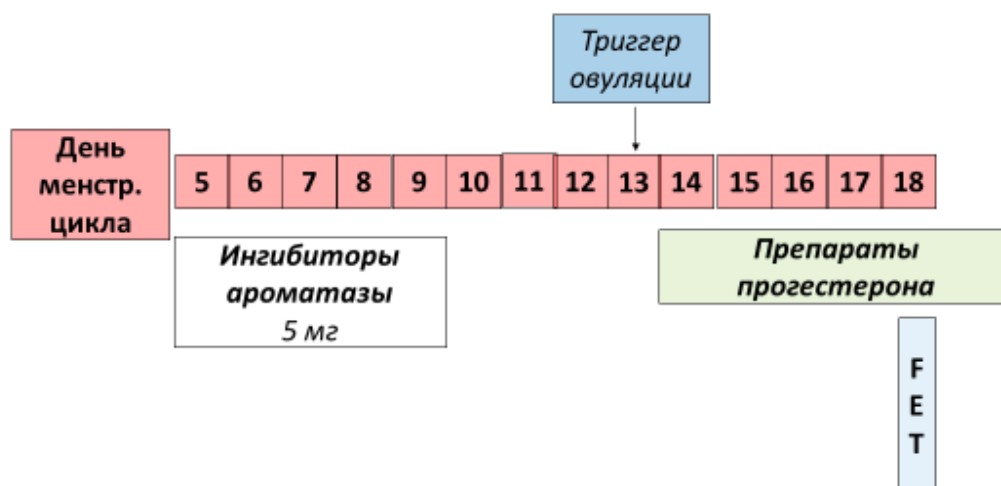 Триггер
овуляции
День
менстр.
цикла
5 6 7 8 9 10 11 12 13 14 15 16 17 18
Ингибиторы
ароматазы
5 мг
Препараты
прогестерона
F
E
T